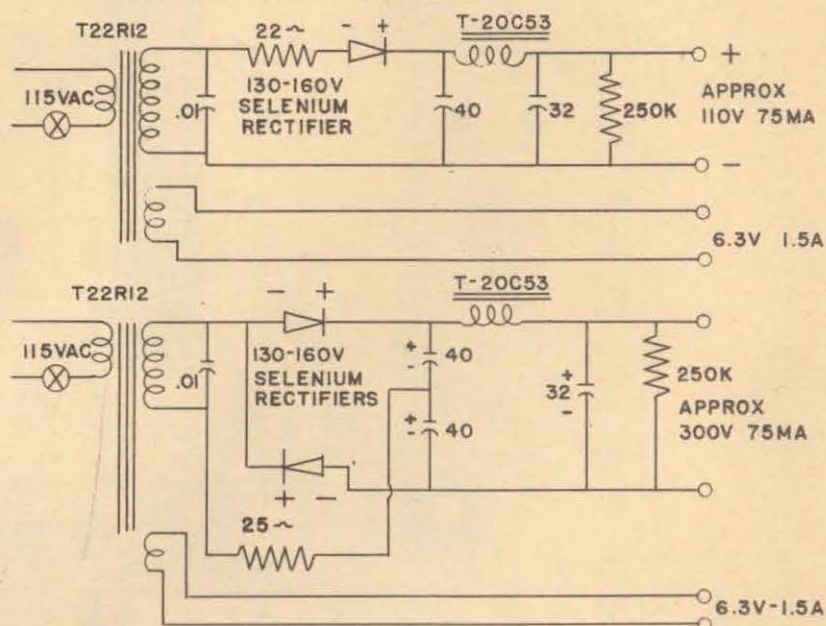 T-20C53
T22R12
22~
- +
115VAC
.01
130-160V
SELENIUM
RECTIFIER
40
32
250K
+
APPROX
110V 75MA
-
6.3V 1.5A
T22R12
T-20C53
- +
115VAC
.01
130-160V
SELENIUM
RECTIFIERS
+
-
40
+
-
40
+
32
-
250K
APPROX
300V 75MA
+ -
25~
6.3V-1.5A